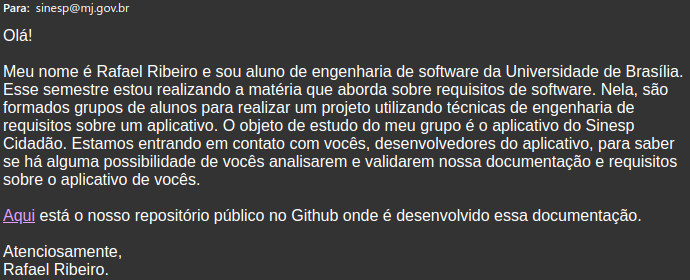 Para: sinesp@mj.gov.br
Olá!
Meu nome é Rafael Ribeiro e sou aluno de engenharia de software da Universidade de Brasília.
Esse semestre estou realizando a matéria que aborda sobre requisitos de software. Nela, são
formados grupos de alunos para realizar um projeto utilizando técnicas de engenharia de
requisitos sobre um aplicativo. O objeto de estudo do meu grupo é o aplicativo do Sinesp
Cidadão. Estamos entrando em contato com vocês, desenvolvedores do aplicativo, para saber
se há alguma possibilidade de vocês analisarem e validarem nossa documentação e requisitos
sobre o aplicativo de vocês.
Aqui está o nosso repositório público no Github onde é desenvolvido essa documentação.
Atenciosamente,
Rafael Ribeiro.